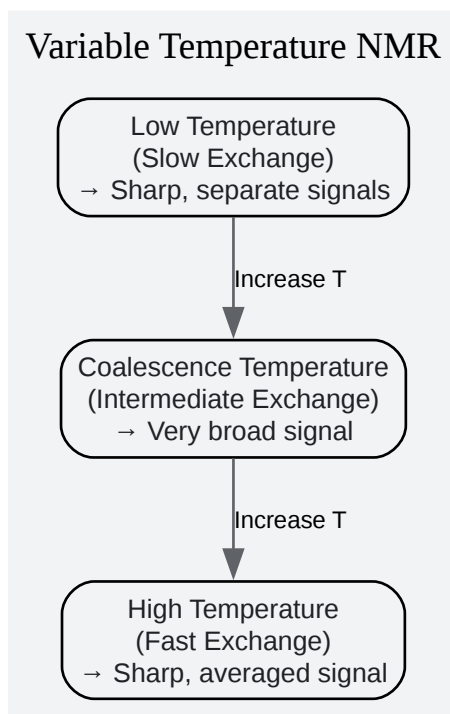 Variable Temperature NMR
Low Temperature
(Slow Exchange)
→ Sharp, separate signals
Increase T
Coalescence Temperature
(Intermediate Exchange)
→ Very broad signal
Increase T
High Temperature
(Fast Exchange)
→ Sharp, averaged signal